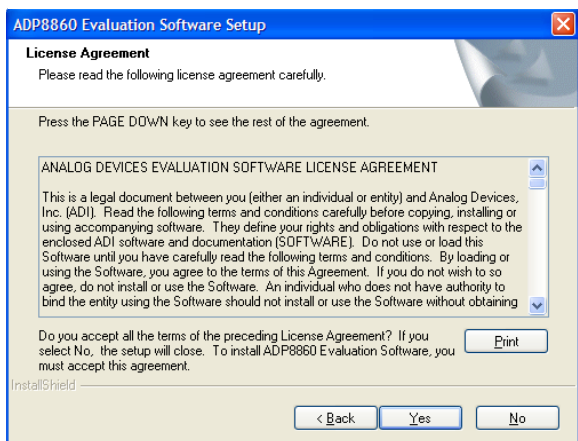 ADP8860 Evaluation Software Setup
License Agreement
Please read the following license agreement carefully.
Press the PAGE DOWN key to see the rest of the agreement.
ANALOG DEVICES EVALUATION SOFTWARE LICENSE AGREEMENT
This is a legal document between you (either an individual or entity) and Analog Devices,
Inc. (ADI). Read the following terms and conditions carefully before copying, installing or
using accompanying software. They define your rights and obligations with respect to the
enclosed ADI software and documentation (SOFTWARE). Do not use or load this
Software until you have carefully read the following terms and conditions. By loading or
using the Software, you agree to the terms of this Agreement. If you do not wish to so
agree, do not install or use the Software. An individual who does not have authority to
bind the entity using the Software should not install or use the Software without obtaining
Do you accept all the terms of the preceding License Agreement? If you
select No, the setup will close. To install ADP8860 Evaluation Software, you
must accept this agreement.
Print
InstallShield
< Back
Yes
No